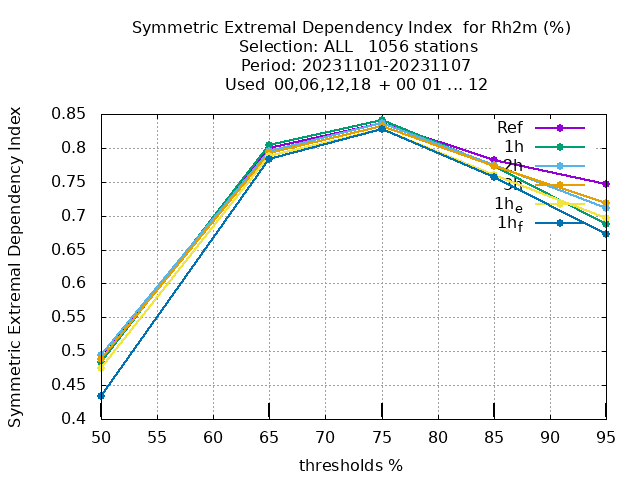 Symmetric Extremal Dependency Index  for Rh2m (%)
Selection: ALL   1056 stations
Period: 20231101-20231107
Used  00,06,12,18  + 00 01 ... 12
Symmetric Extremal Dependency Index
0.85
0.8
0.75
0.7
0.65
0.6
0.55
0.5
0.45
0.4
Ref
1h
2h
3h
1h_e
1h_f
50 55 60 65 70 75 80 85 90 95
thresholds %